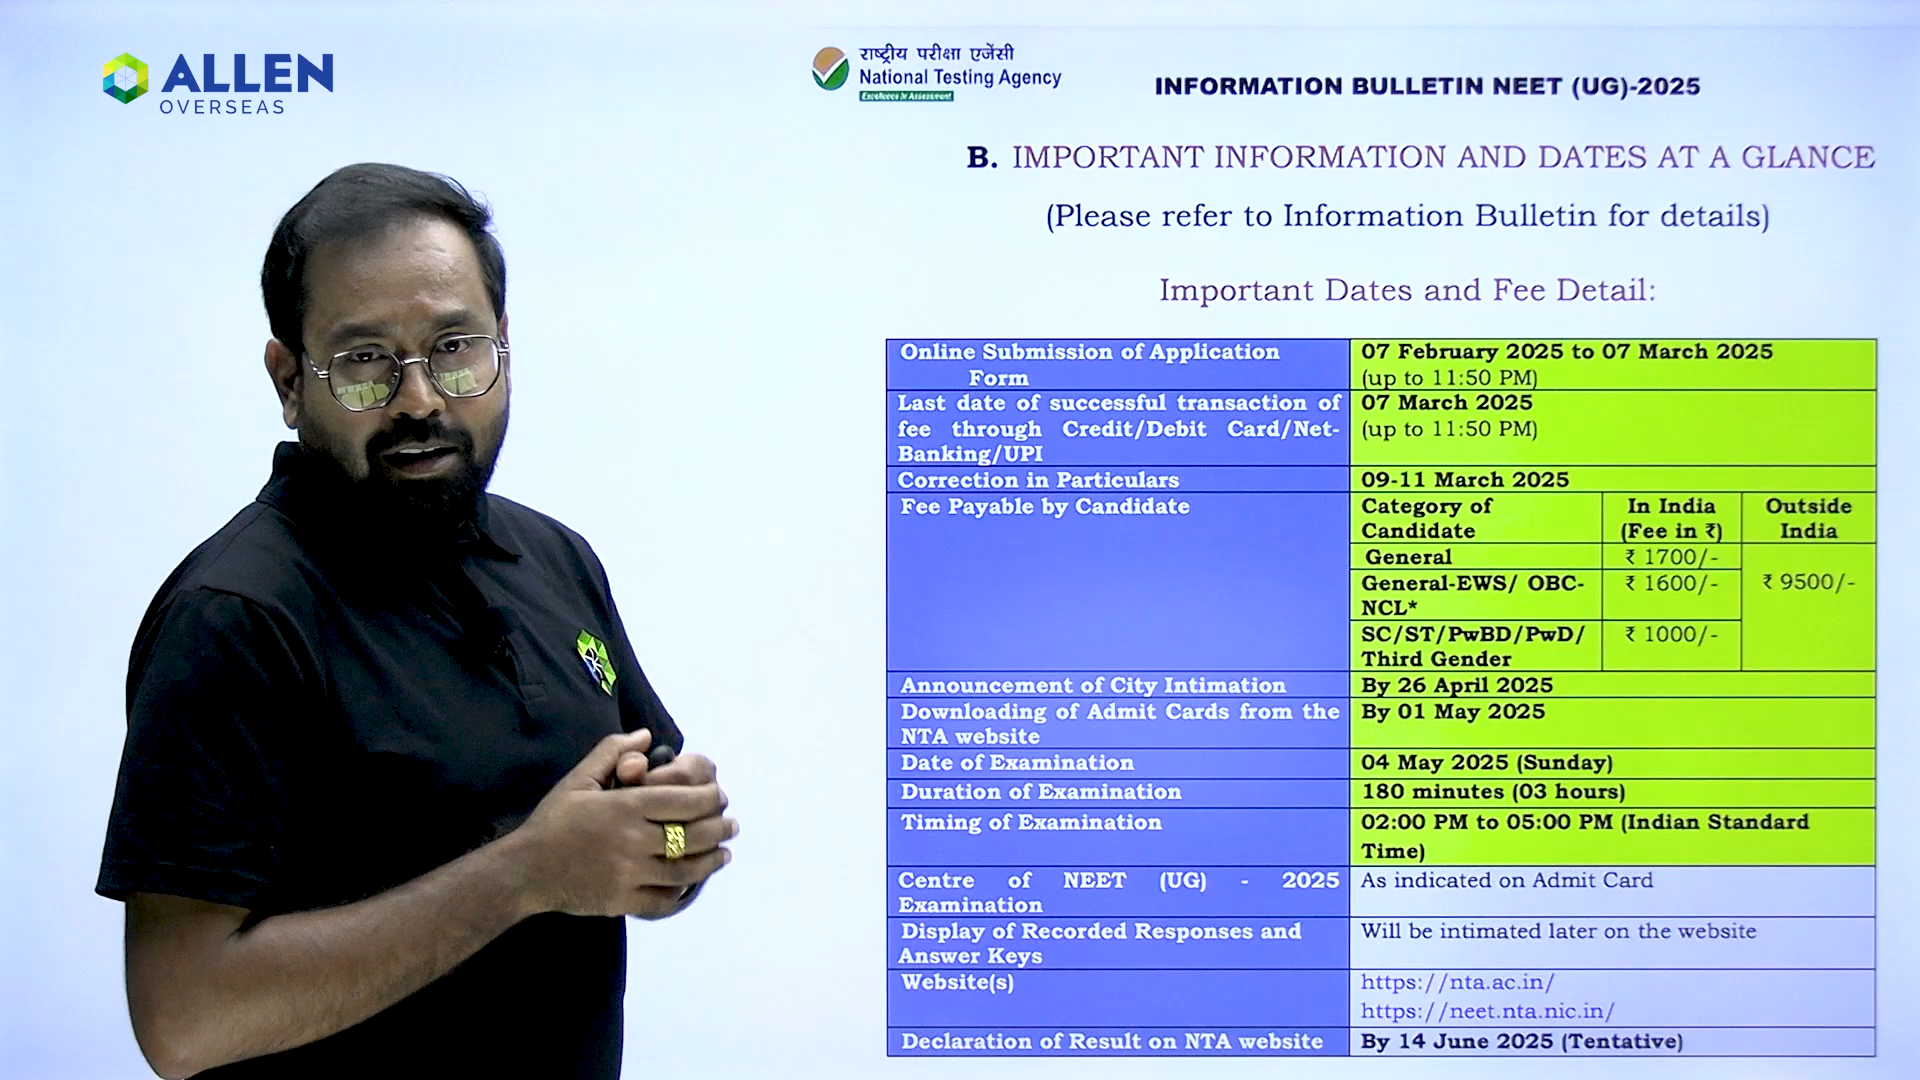 ALLEN
OVERSEAS
राष्ट्रीय परीक्षा एजेंसी
National Testing Agency
Excellence in Assessment
INFORMATION BULLETIN NEET (UG)-2025
B. IMPORTANT INFORMATION AND DATES AT A GLANCE
(Please refer to Information Bulletin for details)
Important Dates and Fee Detail:
Online Submission of Application
Form
07 February 2025 to 07 March 2025
(up to 11:50 PM)
Last date of successful transaction of
fee through Credit/Debit Card/Net-
Banking/UPI
07 March 2025
(up to 11:50 PM)
Correction in Particulars
09-11 March 2025
Fee Payable by Candidate
Category of
Candidate
In India
(Fee in ₹)
Outside
India
General
₹ 1700/-
General-EWS/ OBC-
NCL*
₹ 1600/-
₹ 9500/-
SC/ST/PwBD/PwD/
Third Gender
₹ 1000/-
Announcement of City Intimation
By 26 April 2025
Downloading of Admit Cards from the
NTA website
By 01 May 2025
Date of Examination
04 May 2025 (Sunday)
Duration of Examination
180 minutes (03 hours)
Timing of Examination
02:00 PM to 05:00 PM (Indian Standard
Time)
Centre of NEET (UG) - 2025
Examination
As indicated on Admit Card
Display of Recorded Responses and
Answer Keys
Will be intimated later on the website
Website(s)
https://nta.ac.in/
https://neet.nta.nic.in/
Declaration of Result on NTA website
By 14 June 2025 (Tentative)